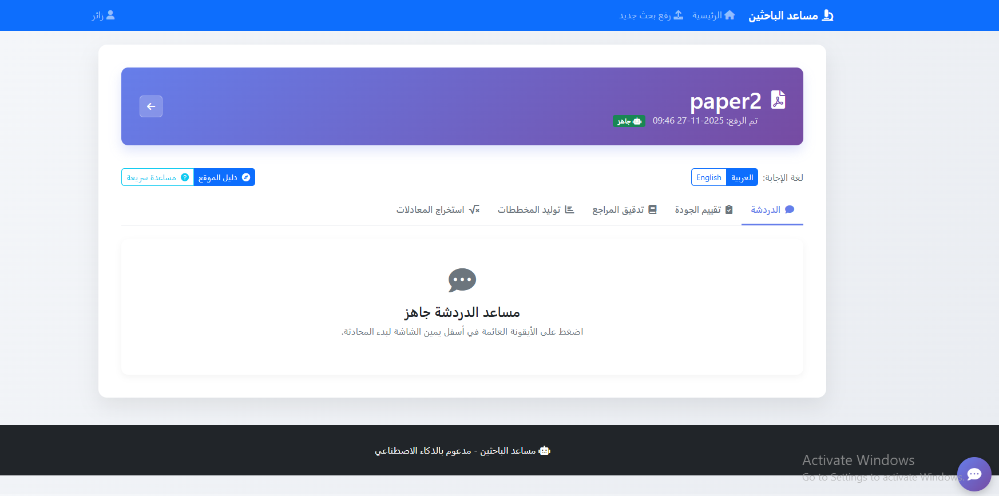 مساعد الباحثين
الرئيسية
رفع بحث جديد
زائر
paper2
تم الرفع: 2025-11-27 09:46
جاهز
لغة الإجابة:
العربية
English
دليل الموقع
مساعدة سريعة
الدردشة
تقييم الجودة
تدقيق المراجع
توليد المخططات
استخراج المعادلات
مساعد الدردشة جاهز
اضغط على الأيقونة العائمة في أسفل يمين الشاشة لبدء المحادثة.
مساعد الباحثين - مدعوم بالذكاء الاصطناعي
Activate Windows
Go to Settings to activate Windows.